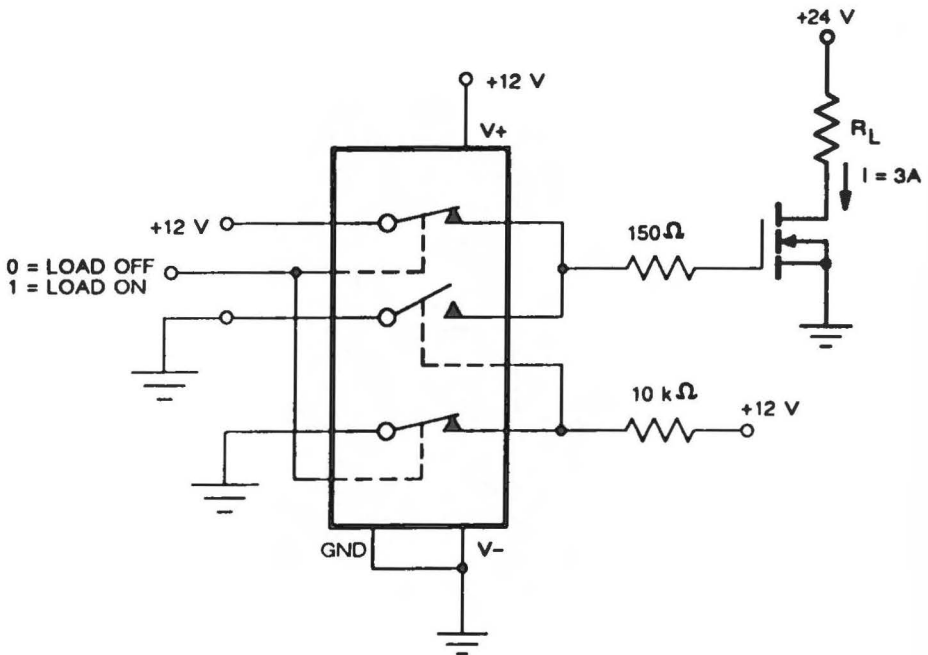 +24 V
+12 V
V+
R_L
I = 3A
+12 V
150Ω
0 = LOAD OFF
1 = LOAD ON
10 kΩ
+12 V
GND
V−